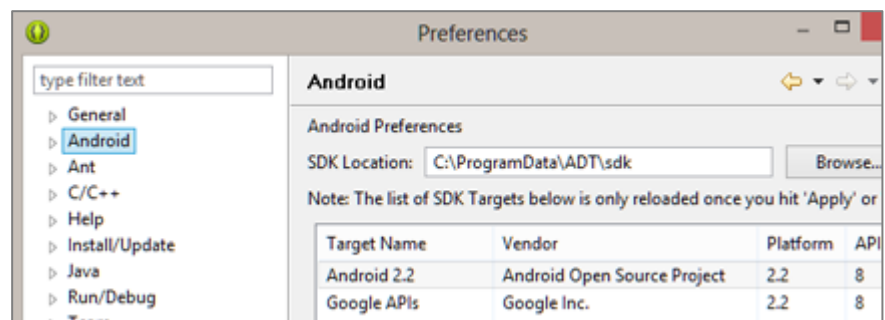 Preferences
type filter text
General
Android
Ant
C/C++
Help
Install/Update
Java
Run/Debug
Android
Android Preferences
SDK Location: C:\ProgramData\ADT\sdk Browse...
Note: The list of SDK Targets below is only reloaded once you hit 'Apply' or
Target Name Vendor Platform API
Android 2.2 Android Open Source Project 2.2 8
Google APIs Google Inc. 2.2 8